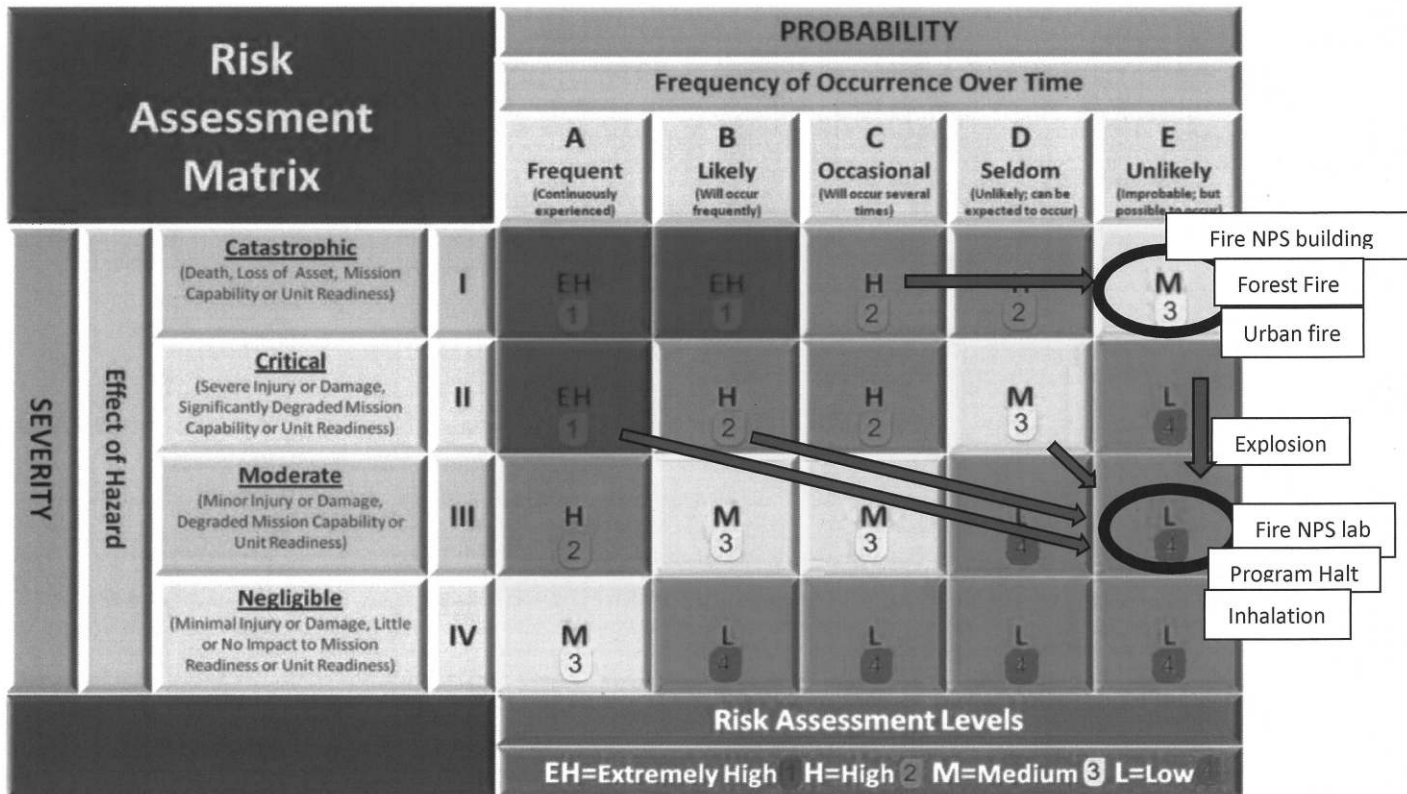 Risk
Assessment
Matrix
PROBABILITY
Frequency of Occurrence Over Time
A
Frequent
(Continuously
experienced)
B
Likely
(Will occur
frequently)
C
Occasional
(Will occur several
times)
D
Seldom
(Unlikely; can be
expected to occur)
E
Unlikely
(Improbable; but
possible to occur)
SEVERITY
Effect of Hazard
Catastrophic
(Death, Loss of Asset, Mission
Capability or Unit Readiness)
I
EH
1
EH
1
H
2
H
2
M
3
Fire NPS building
Forest Fire
Urban fire
Critical
(Severe Injury or Damage,
Significantly Degraded Mission
Capability or Unit Readiness)
II
EH
1
H
2
H
2
M
3
L
4
Explosion
Moderate
(Minor Injury or Damage,
Degraded Mission Capability or
Unit Readiness)
III
H
2
M
3
M
3
L
4
L
4
Fire NPS lab
Program Halt
Inhalation
Negligible
(Minimal Injury or Damage, Little
or No Impact to Mission
Readiness or Unit Readiness)
IV
M
3
L
4
L
4
L
4
L
4
Risk Assessment Levels
EH=Extremely High 1 H=High 2 M=Medium 3 L=Low 4